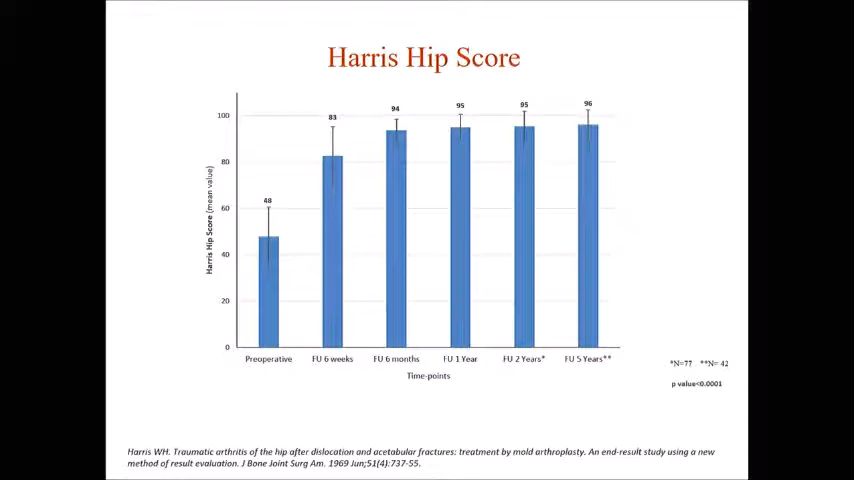 Harris Hip Score
Harris Hip Score (mean value)
100
80
60
40
20
0
48
83
94
95
95
96
Preoperative
FU 6 weeks
FU 6 months
FU 1 Year
FU 2 Years*
FU 5 Years**
Time-points
*N=77 **N= 42
p value<0.0001
Harris WH. Traumatic arthritis of the hip after dislocation and acetabular fractures: treatment by mold arthroplasty. An end-result study using a new
method of result evaluation. J Bone Joint Surg Am. 1969 Jun;51(4):737-55.